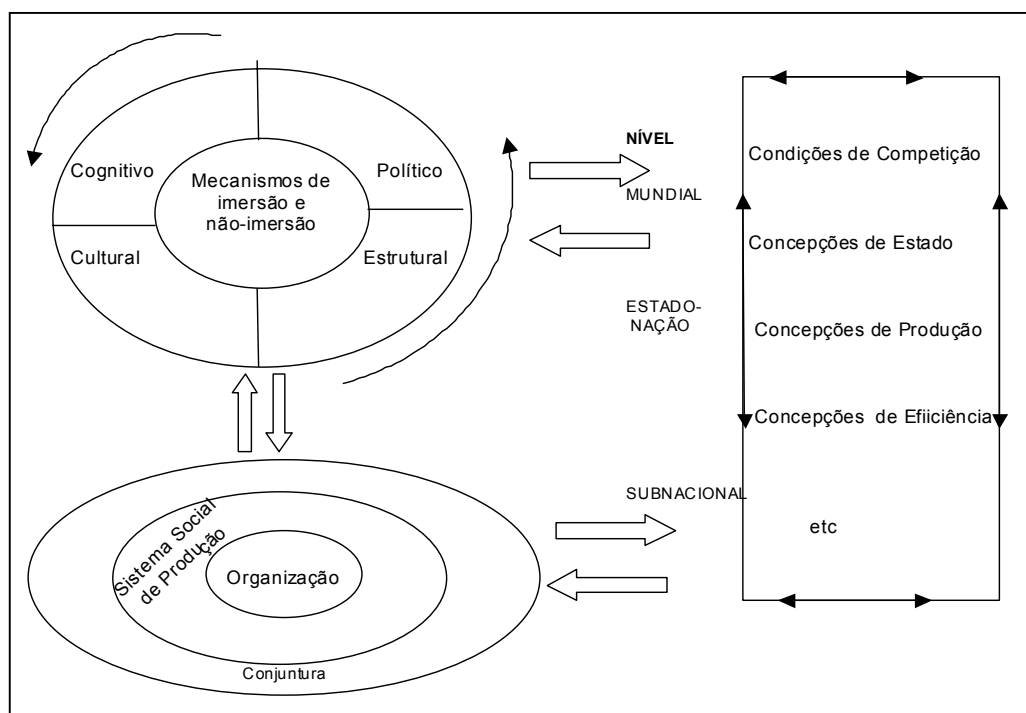 Cognitivo
Político
Mecanismos de
imersão e
não-imersão
Cultural
Estrutural
NÍVEL
MUNDIAL
ESTADO-
NAÇÃO
SUBNACIONAL
Condições de Competição
Concepções de Estado
Concepções de Produção
Concepções de Efiiciência
etc
Sistema Social
de Produção
Organização
Conjuntura